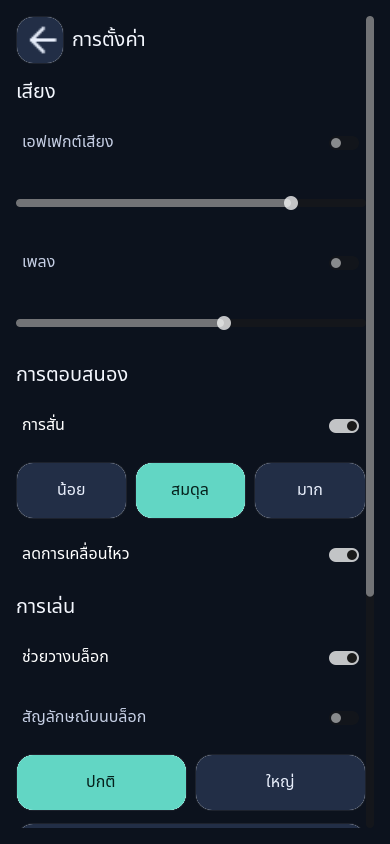 การตั้งค่า
เสียง
เอฟเฟกต์เสียง
เพลง
การตอบสนอง
การสั่น
น้อย
สมดุล
มาก
ลดการเคลื่อนไหว
การเล่น
ช่วยวางบล็อก
สัญลักษณ์บนบล็อก
ปกติ
ใหญ่